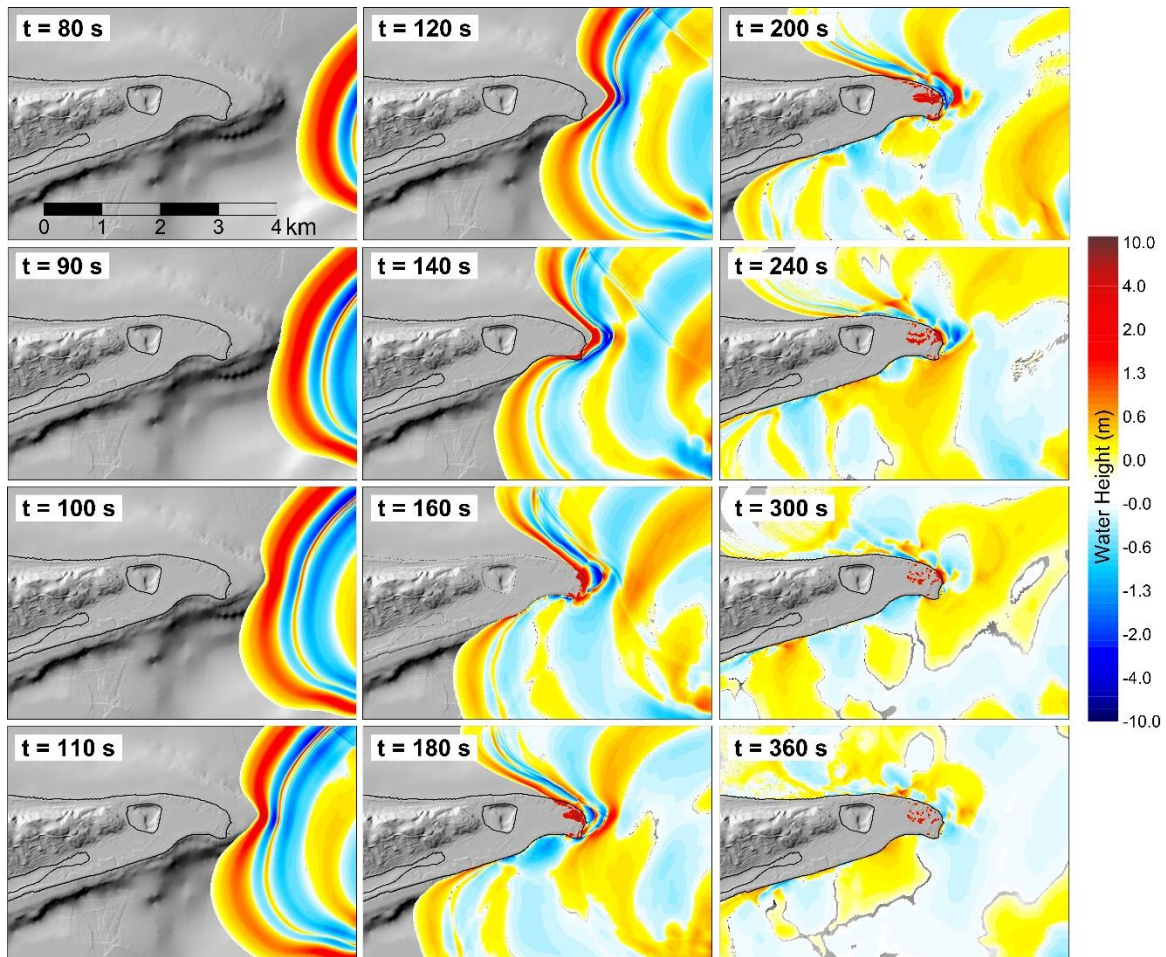 t = 80 s
t = 120 s
t = 200 s
0 1 2 3 4 km
t = 90 s
t = 140 s
t = 240 s
t = 100 s
t = 160 s
t = 300 s
t = 110 s
t = 180 s
t = 360 s
10.0
4.0
2.0
1.3
0.6
0.0
-0.0
-0.6
-1.3
-2.0
-4.0
-10.0
Water Height (m)